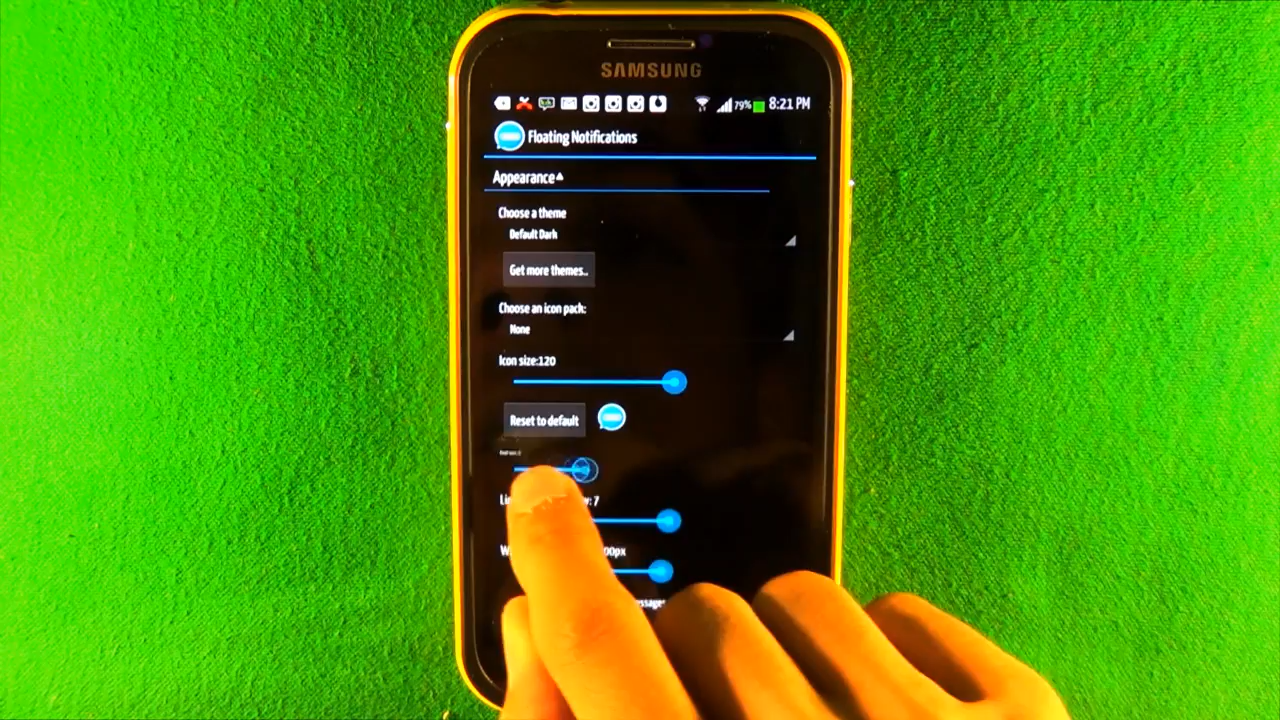 SAMSUNG
79% 8:21 PM
Floating Notifications
Appearance
Choose a theme
Default Dark
Get more themes..
Choose an icon pack:
None
Icon size:120
Reset to default
7
00px